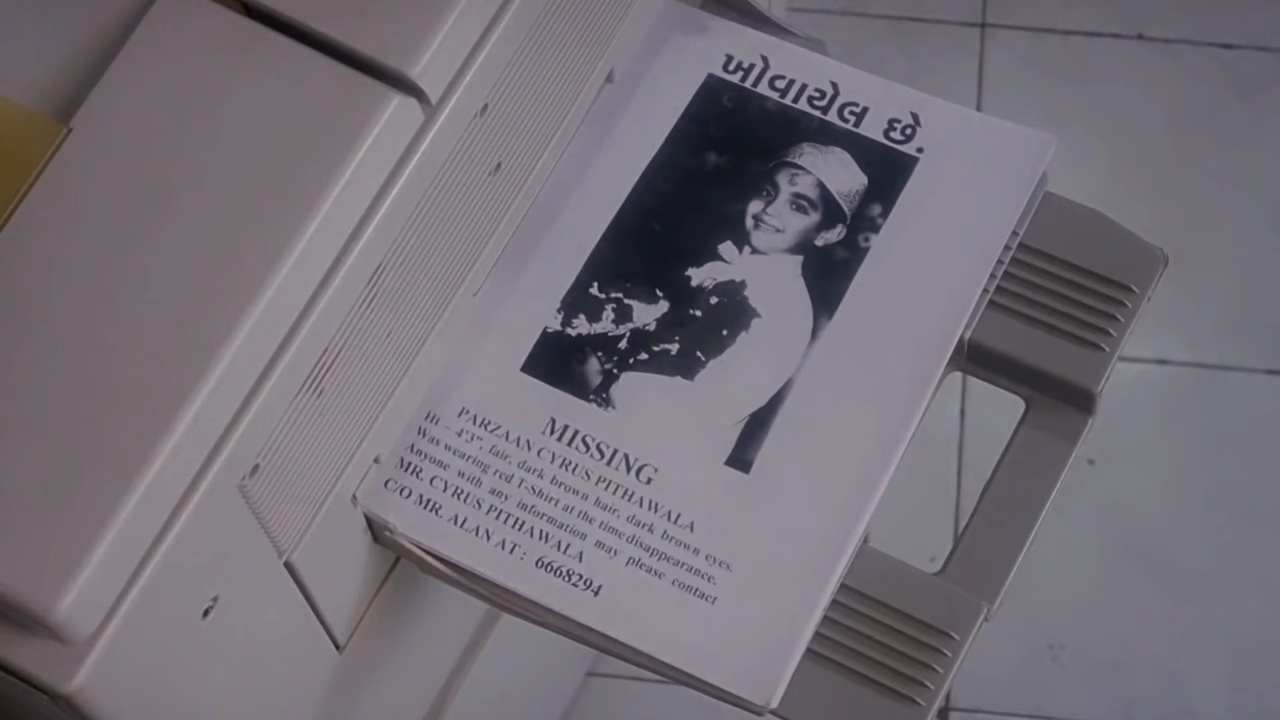 ખોવાયેલ છે.
MISSING
PARZAAN CYRUS PITHAWALA
Ht – 4'3", fair, dark brown hair, dark brown eyes.
Was wearing red T-Shirt at the time disappearance.
Anyone with any information may please contact
MR. CYRUS PITHAWALA
C/O MR. ALAN AT : 6668294